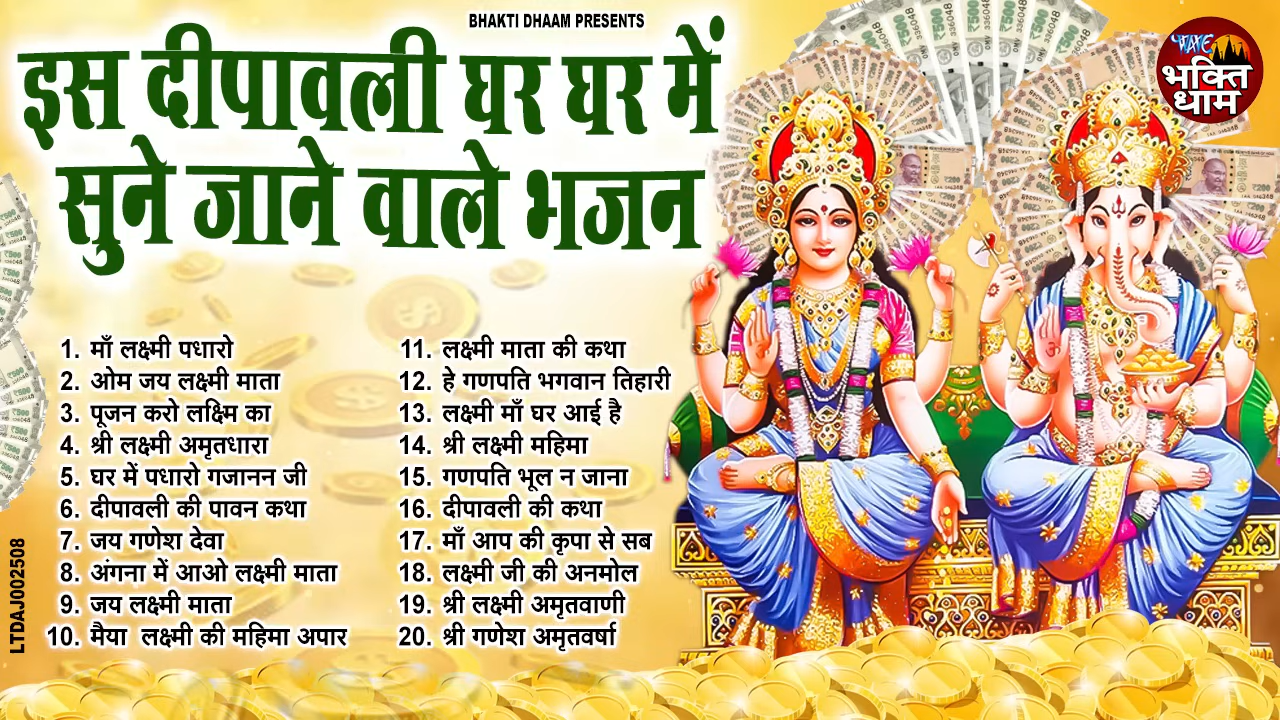 BHAKTI DHAAM PRESENTS
WAVE
भक्ति
धाम
इस दीपावली घर घर में
सुने जाने वाले भजन
1. माँ लक्ष्मी पधारो
2. ओम जय लक्ष्मी माता
3. पूजन करो लक्ष्मि का
4. श्री लक्ष्मी अमृतधारा
5. घर में पधारो गजानन जी
6. दीपावली की पावन कथा
7. जय गणेश देवा
8. अंगना में आओ लक्ष्मी माता
9. जय लक्ष्मी माता
10. मैया लक्ष्मी की महिमा अपार
11. लक्ष्मी माता की कथा
12. हे गणपति भगवान तिहारी
13. लक्ष्मी माँ घर आई है
14. श्री लक्ष्मी महिमा
15. गणपति भूल न जाना
16. दीपावली की कथा
17. माँ आप की कृपा से सब
18. लक्ष्मी जी की अनमोल
19. श्री लक्ष्मी अमृतवाणी
20. श्री गणेश अमृतवर्षा
LTDAJ002508